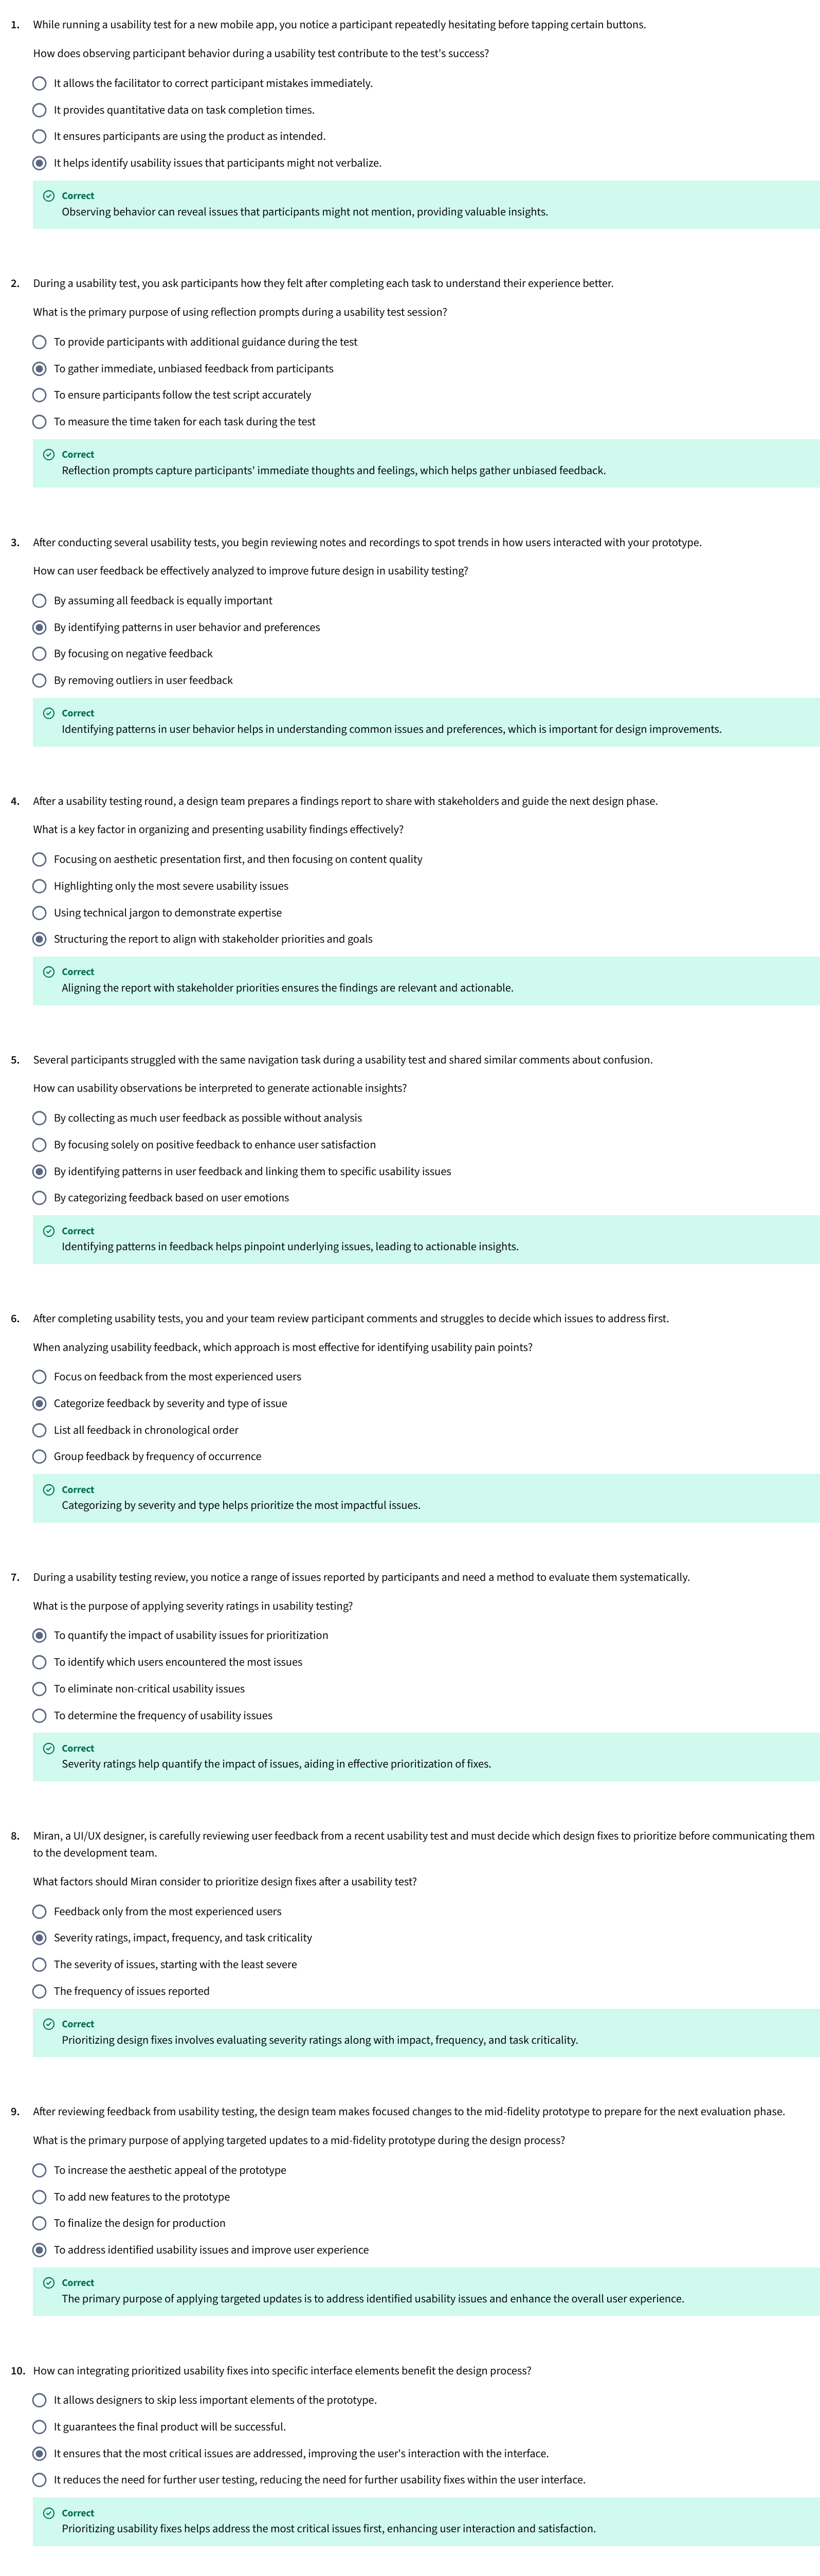 1. While running a usability test for a new mobile app, you notice a participant repeatedly hesitating before tapping certain buttons.
How does observing participant behavior during a usability test contribute to the test's success?
It allows the facilitator to correct participant mistakes immediately.
It provides quantitative data on task completion times.
It ensures participants are using the product as intended.
It helps identify usability issues that participants might not verbalize.
Correct
Observing behavior can reveal issues that participants might not mention, providing valuable insights.
2. During a usability test, you ask participants how they felt after completing each task to understand their experience better.
What is the primary purpose of using reflection prompts during a usability test session?
To provide participants with additional guidance during the test
To gather immediate, unbiased feedback from participants
To ensure participants follow the test script accurately
To measure the time taken for each task during the test
Correct
Reflection prompts capture participants' immediate thoughts and feelings, which helps gather unbiased feedback.
3. After conducting several usability tests, you begin reviewing notes and recordings to spot trends in how users interacted with your prototype.
How can user feedback be effectively analyzed to improve future design in usability testing?
By assuming all feedback is equally important
By identifying patterns in user behavior and preferences
By focusing on negative feedback
By removing outliers in user feedback
Correct
Identifying patterns in user behavior helps in understanding common issues and preferences, which is important for design improvements.
4. After a usability testing round, a design team prepares a findings report to share with stakeholders and guide the next design phase.
What is a key factor in organizing and presenting usability findings effectively?
Focusing on aesthetic presentation first, and then focusing on content quality
Highlighting only the most severe usability issues
Using technical jargon to demonstrate expertise
Structuring the report to align with stakeholder priorities and goals
Correct
Aligning the report with stakeholder priorities ensures the findings are relevant and actionable.
5. Several participants struggled with the same navigation task during a usability test and shared similar comments about confusion.
How can usability observations be interpreted to generate actionable insights?
By collecting as much user feedback as possible without analysis
By focusing solely on positive feedback to enhance user satisfaction
By identifying patterns in user feedback and linking them to specific usability issues
By categorizing feedback based on user emotions
Correct
Identifying patterns in feedback helps pinpoint underlying issues, leading to actionable insights.
6. After completing usability tests, you and your team review participant comments and struggles to decide which issues to address first.
When analyzing usability feedback, which approach is most effective for identifying usability pain points?
Focus on feedback from the most experienced users
Categorize feedback by severity and type of issue
List all feedback in chronological order
Group feedback by frequency of occurrence
Correct
Categorizing by severity and type helps prioritize the most impactful issues.
7. During a usability testing review, you notice a range of issues reported by participants and need a method to evaluate them systematically.
What is the purpose of applying severity ratings in usability testing?
To quantify the impact of usability issues for prioritization
To identify which users encountered the most issues
To eliminate non-critical usability issues
To determine the frequency of usability issues
Correct
Severity ratings help quantify the impact of issues, aiding in effective prioritization of fixes.
8. Miran, a UI/UX designer, is carefully reviewing user feedback from a recent usability test and must decide which design fixes to prioritize before communicating them
to the development team.
What factors should Miran consider to prioritize design fixes after a usability test?
Feedback only from the most experienced users
Severity ratings, impact, frequency, and task criticality
The severity of issues, starting with the least severe
The frequency of issues reported
Correct
Prioritizing design fixes involves evaluating severity ratings along with impact, frequency, and task criticality.
9. After reviewing feedback from usability testing, the design team makes focused changes to the mid-fidelity prototype to prepare for the next evaluation phase.
What is the primary purpose of applying targeted updates to a mid-fidelity prototype during the design process?
To increase the aesthetic appeal of the prototype
To add new features to the prototype
To finalize the design for production
To address identified usability issues and improve user experience
Correct
The primary purpose of applying targeted updates is to address identified usability issues and enhance the overall user experience.
10. How can integrating prioritized usability fixes into specific interface elements benefit the design process?
It allows designers to skip less important elements of the prototype.
It guarantees the final product will be successful.
It ensures that the most critical issues are addressed, improving the user's interaction with the interface.
It reduces the need for further user testing, reducing the need for further usability fixes within the user interface.
Correct
Prioritizing usability fixes helps address the most critical issues first, enhancing user interaction and satisfaction.